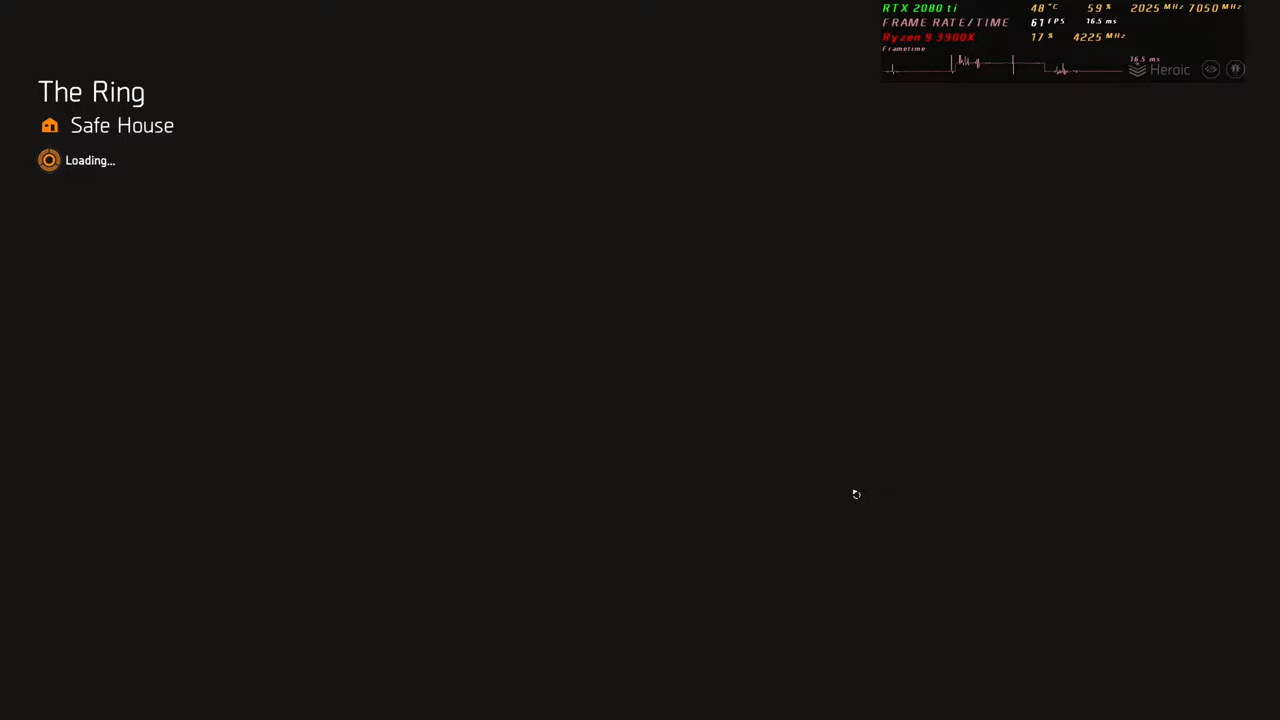 RTX 2080 ti 48 °C 59 % 2025 MHz 7050 MHz
FRAME RATE/TIME 61 FPS 16.5 ms
Ryzen 9 3900X 17 % 4225 MHz
Frametime
16.5 ms
Heroic
The Ring
Safe House
Loading...